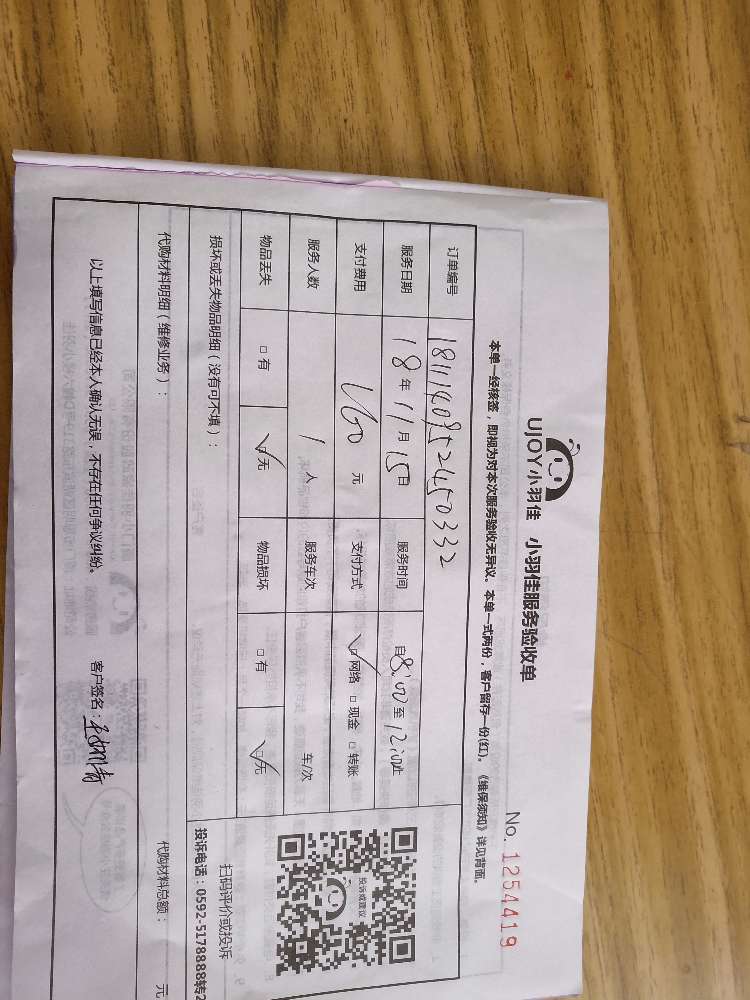 UJOY小羽佳 小羽佳服务验收单
No. 1254419
本单一经核签，即视为对本次服务验收无异议。本单一式两份，客户留存一份(红)。《维保须知》详见背面。
订单编号 1811140952450332
服务日期 18年11月15日 服务时间 自8:00至12:00止
支付费用 元 支付方式 ☑网络 □现金 □转账
服务人数 1人 服务车次 车/次
物品丢失 □有 ☑无 物品损坏 □有 ☑无
损坏或丢失物品明细（没有可不填）：
投诉或建议
扫码评价或投诉
投诉电话：0592-5178888转2
代购材料明细（维修业务）： 代购材料总额： 元
以上填写信息已经本人确认无误，不存在任何争议纠纷。 客户签名：